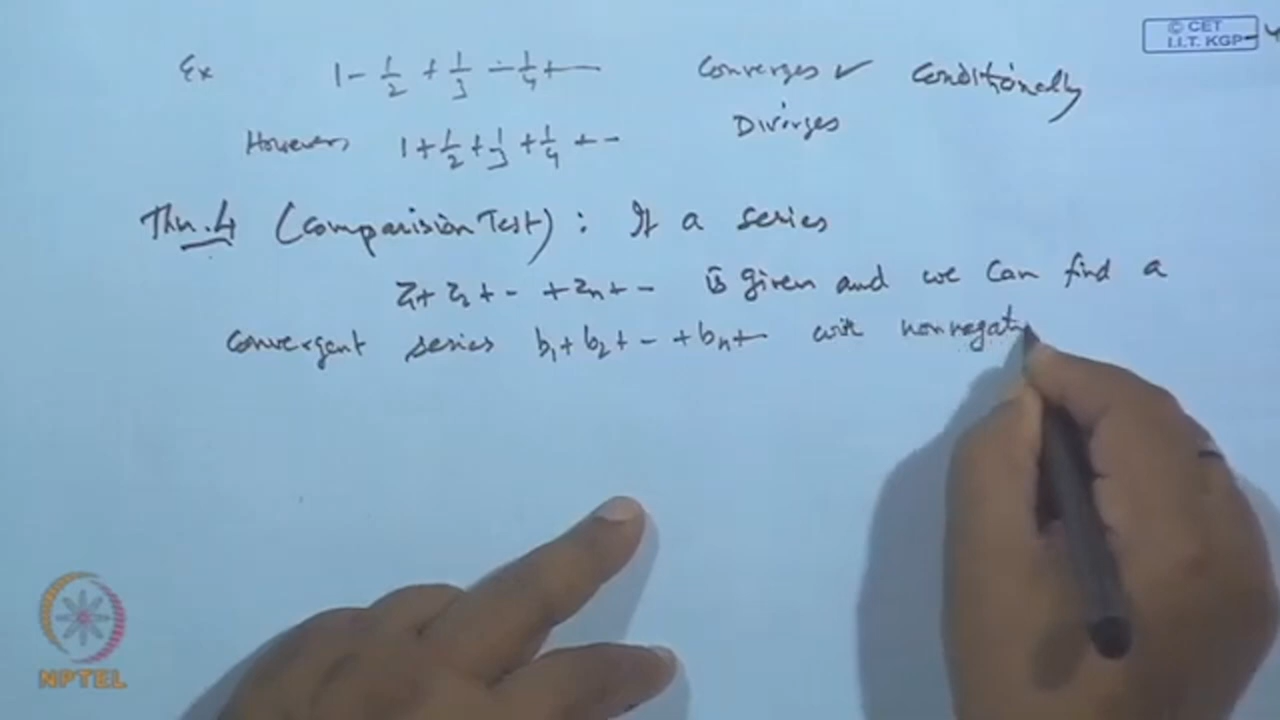 © CET
I.I.T. KGP
Ex 1 - 1/2 + 1/3 - 1/4 + — Converges ✓ Conditionally
However 1 + 1/2 + 1/3 + 1/4 + -- Diverges
Thm. 4 (Comparision Test): If a series
z1 + z2 + - + zn + - is given and we can find a
convergent series b1 + b2 + - + bn + — with nonnegati
NPTEL